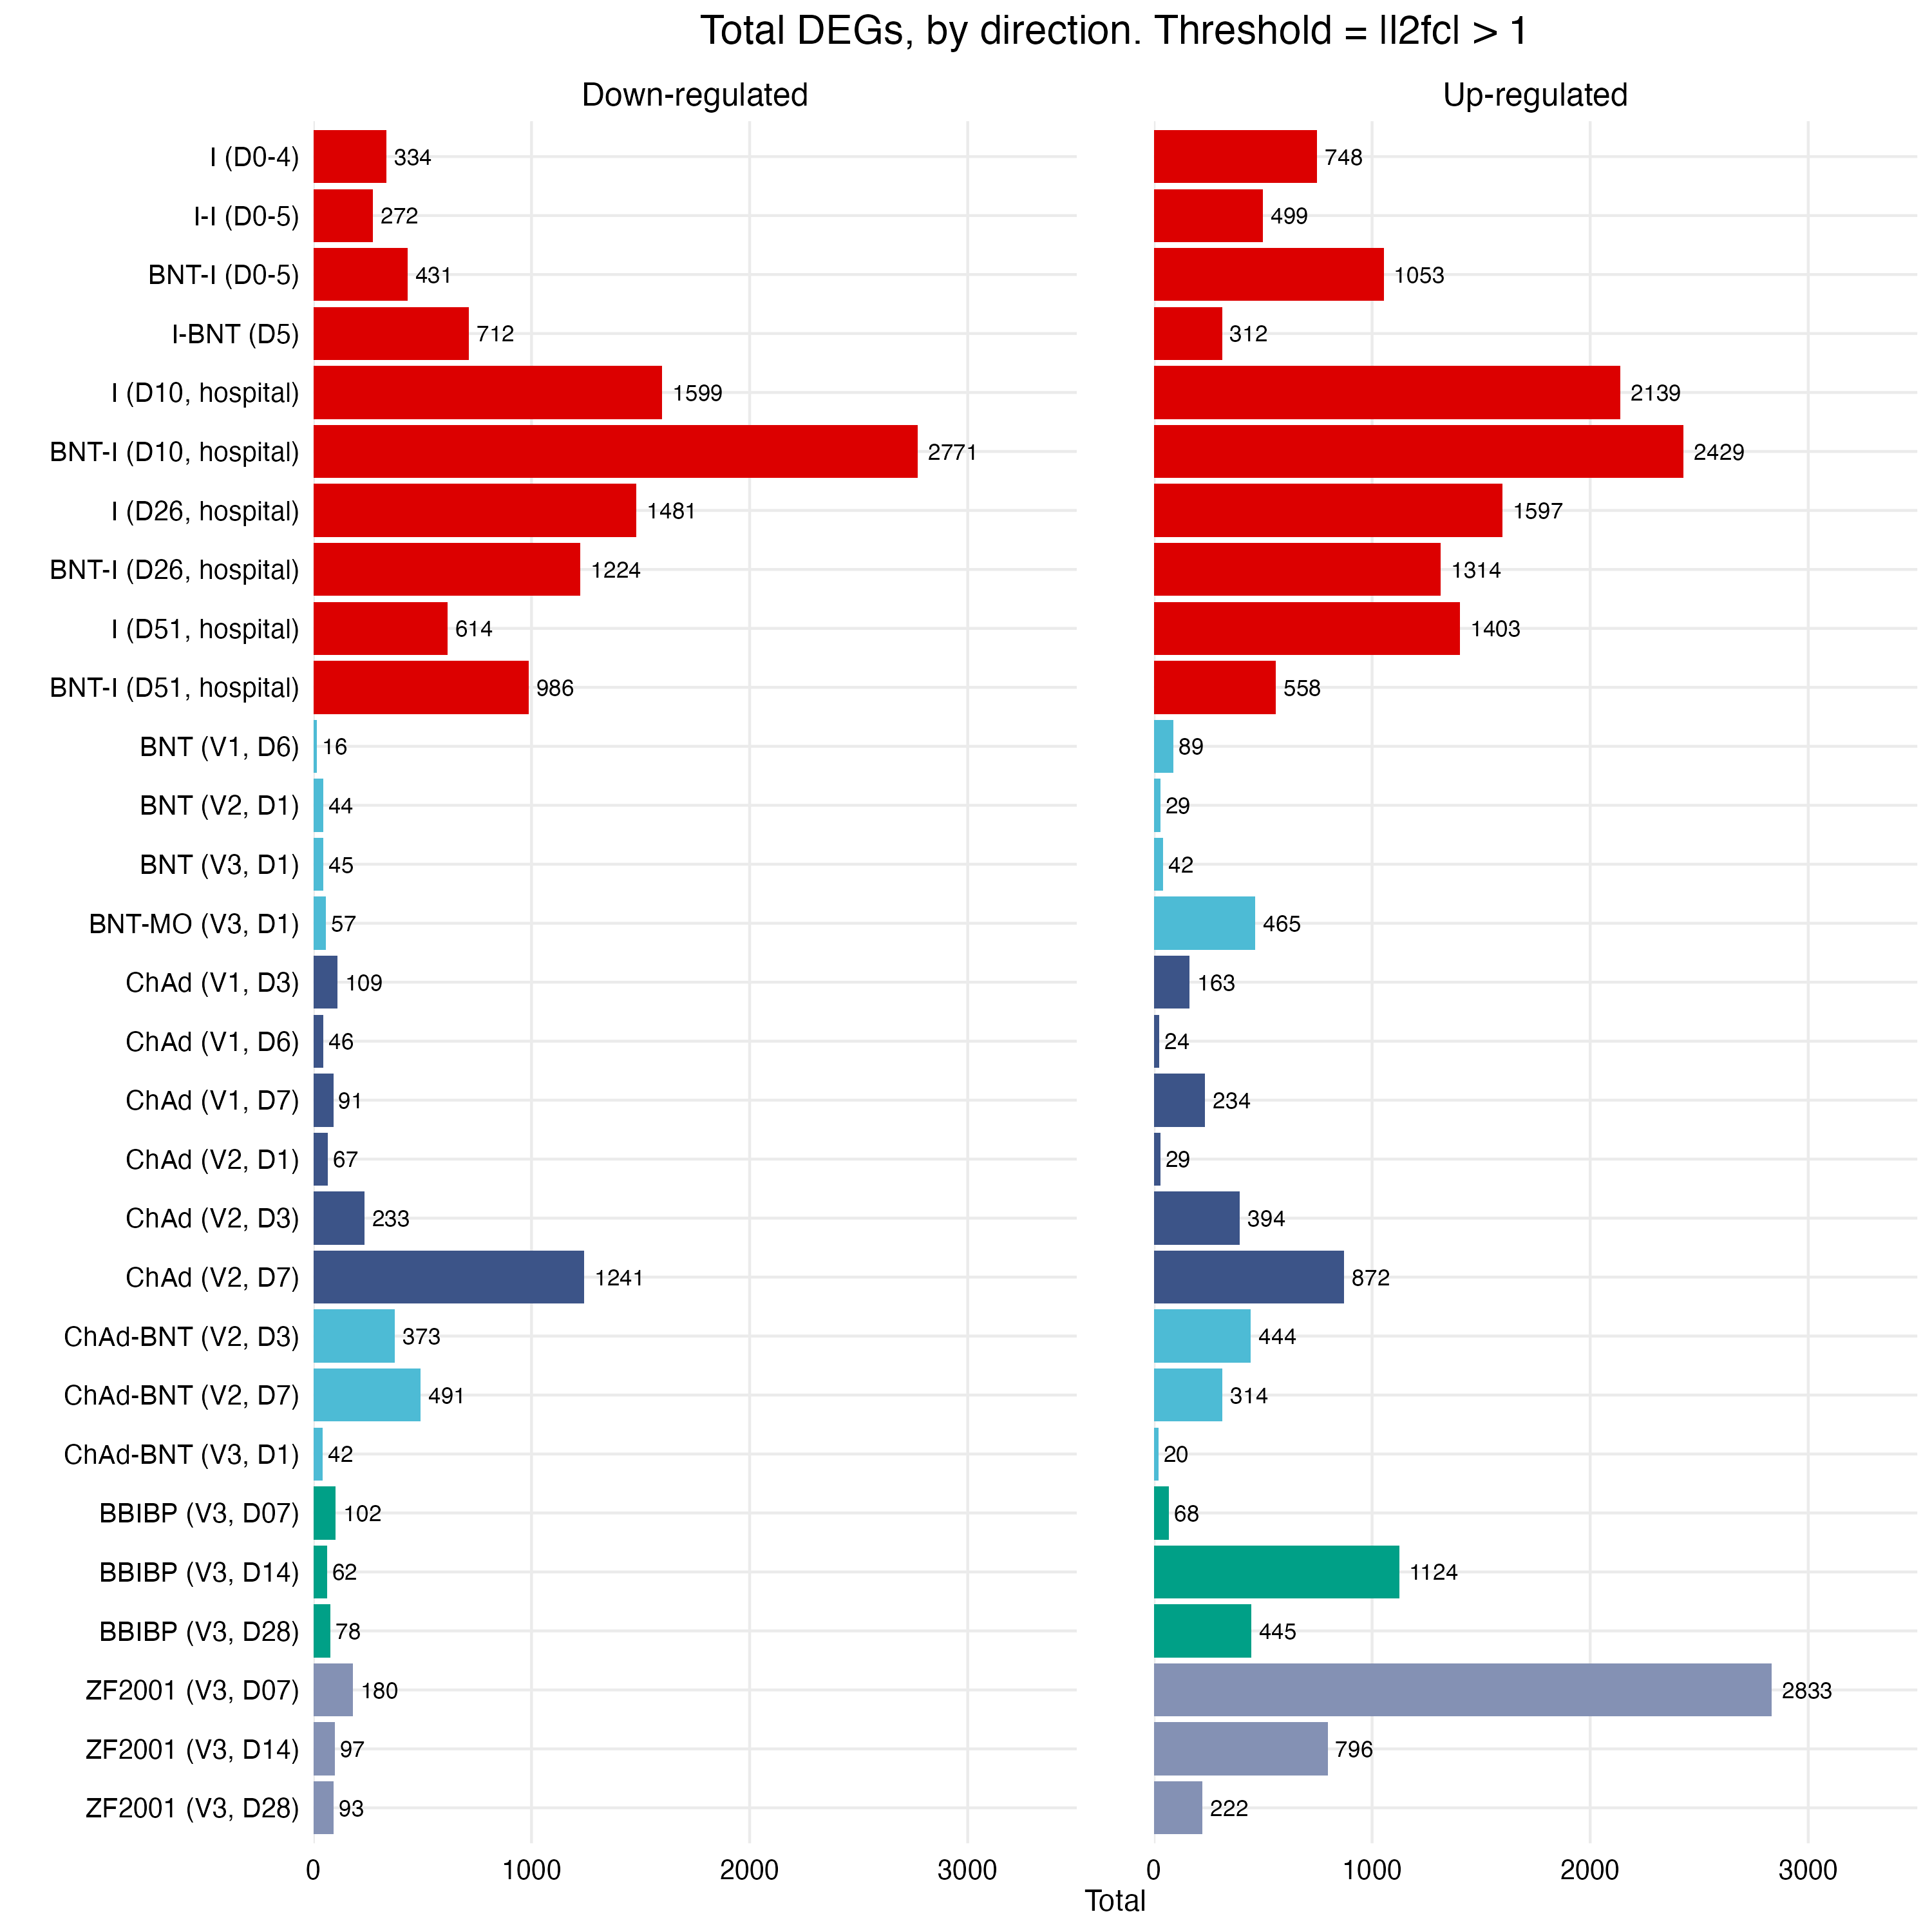 Total DEGs, by direction. Threshold = |l2fc| > 1
Down-regulated Up-regulated
I (D0-4) 334 748
I-I (D0-5) 272 499
BNT-I (D0-5) 431 1053
I-BNT (D5) 712 312
I (D10, hospital) 1599 2139
BNT-I (D10, hospital) 2771 2429
I (D26, hospital) 1481 1597
BNT-I (D26, hospital) 1224 1314
I (D51, hospital) 614 1403
BNT-I (D51, hospital) 986 558
BNT (V1, D6) 16 89
BNT (V2, D1) 44 29
BNT (V3, D1) 45 42
BNT-MO (V3, D1) 57 465
ChAd (V1, D3) 109 163
ChAd (V1, D6) 46 24
ChAd (V1, D7) 91 234
ChAd (V2, D1) 67 29
ChAd (V2, D3) 233 394
ChAd (V2, D7) 1241 872
ChAd-BNT (V2, D3) 373 444
ChAd-BNT (V2, D7) 491 314
ChAd-BNT (V3, D1) 42 20
BBIBP (V3, D07) 102 68
BBIBP (V3, D14) 62 1124
BBIBP (V3, D28) 78 445
ZF2001 (V3, D07) 180 2833
ZF2001 (V3, D14) 97 796
ZF2001 (V3, D28) 93 222
0 1000 2000 3000 0 1000 2000 3000
Total